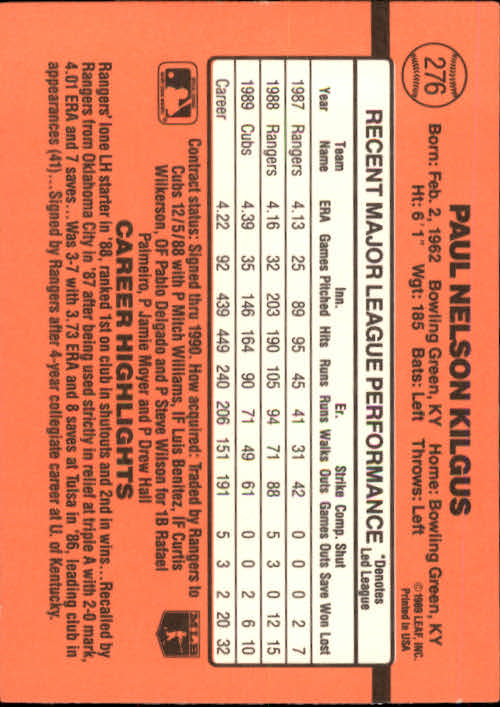 276
PAUL NELSON KILGUS
Born: Feb. 2, 1962 Bowling Green, KY Home: Bowling Green, KY
Ht: 6'1" Wgt: 185 Bats: Left Throws: Left
© 1989 LEAF, INC.
Printed in USA
RECENT MAJOR LEAGUE PERFORMANCE *Denotes Led League
Team Inn. Er. Strike Comp. Shut
Year Name ERA Games Pitched Hits Runs Runs Walks Outs Games Outs Save Won Lost
1987 Rangers 4.13 25 89 95 45 41 31 42 0 0 0 2 7
1988 Rangers 4.16 32 203 190 105 94 71 88 5 3 0 12 15
1989 Cubs 4.39 35 146 164 90 71 49 61 0 0 2 6 10
Career 4.22 92 439 449 240 206 151 191 5 3 2 20 32
Contract status: Signed thru 1990. How acquired: Traded by Rangers to
Cubs 12/5/88 with P Mitch Williams, IF Luis Benitez, IF Curtis
Wilkerson, OF Pablo Delgado and P Steve Wilson for 1B Rafael
Palmeiro, P Jamie Moyer and P Drew Hall
MLB
CAREER HIGHLIGHTS
Rangers' lone LH starter in '88, ranked 1st on club in shutouts and 2nd in wins...Recalled by
Rangers from Oklahoma City in '87 after being used strictly in relief at triple A with 2-0 mark,
4.01 ERA and 7 saves...Was 3-7 with 3.73 ERA and 8 saves at Tulsa in '86, leading club in
appearances (41)...Signed by Rangers after 4-year collegiate career at U. of Kentucky.